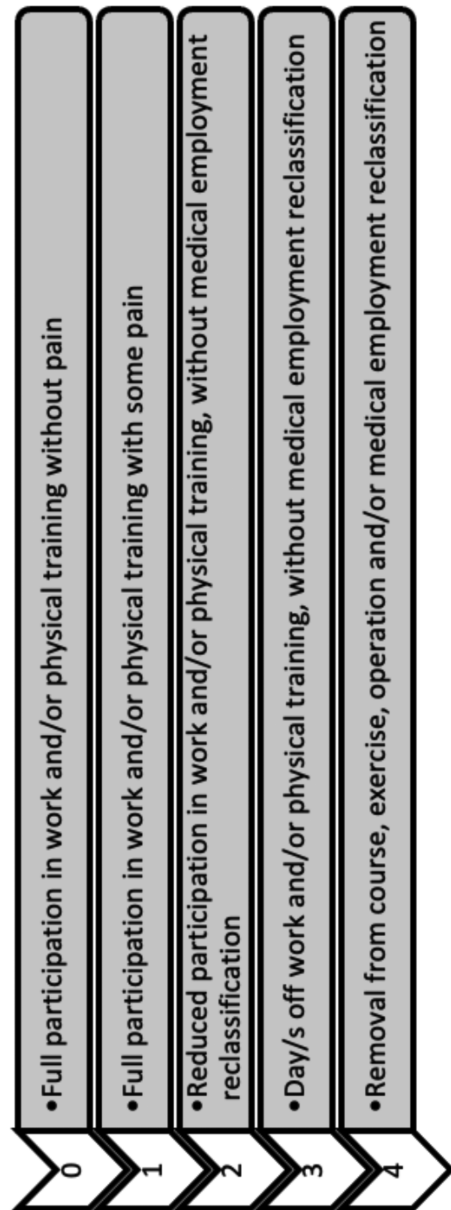 0
•Full participation in work and/or physical training without pain
1
•Full participation in work and/or physical training with some pain
2
•Reduced participation in work and/or physical training, without medical employment
reclassification
3
•Day/s off work and/or physical training, without medical employment reclassification
4
•Removal from course, exercise, operation and/or medical employment reclassification